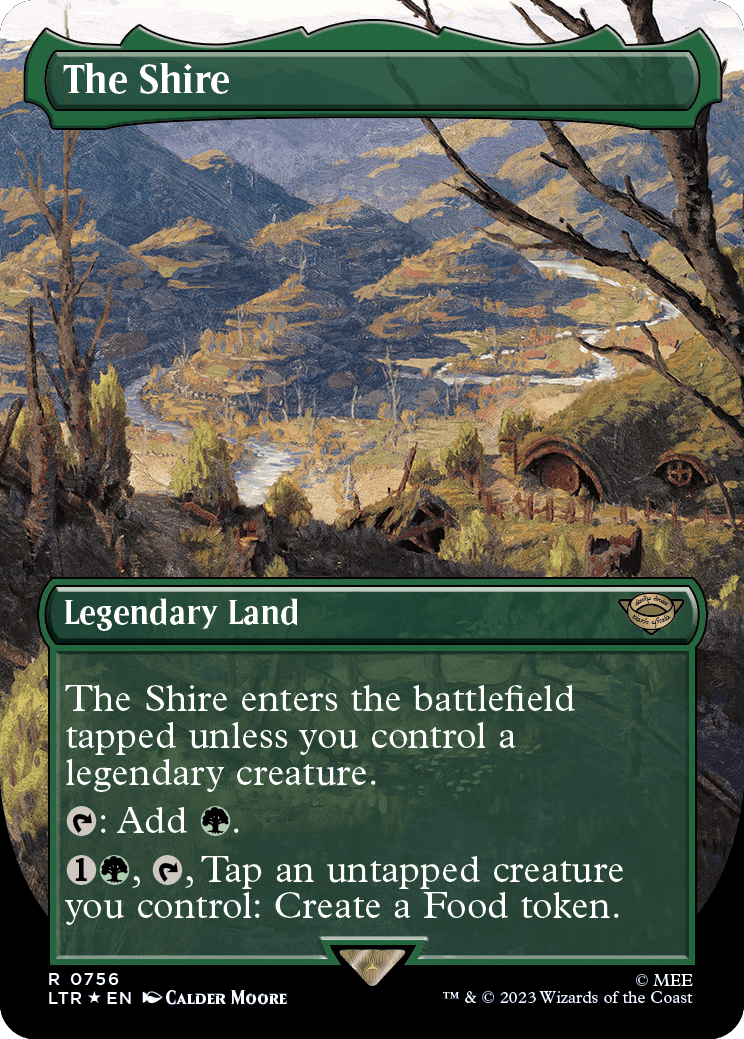 The Shire
Legendary Land
The Shire enters the battlefield
tapped unless you control a
legendary creature.
: Add .
1, , Tap an untapped creature
you control: Create a Food token.
R 0756
© MEE
LTR ★ EN CALDER MOORE
™ & © 2023 Wizards of the Coast